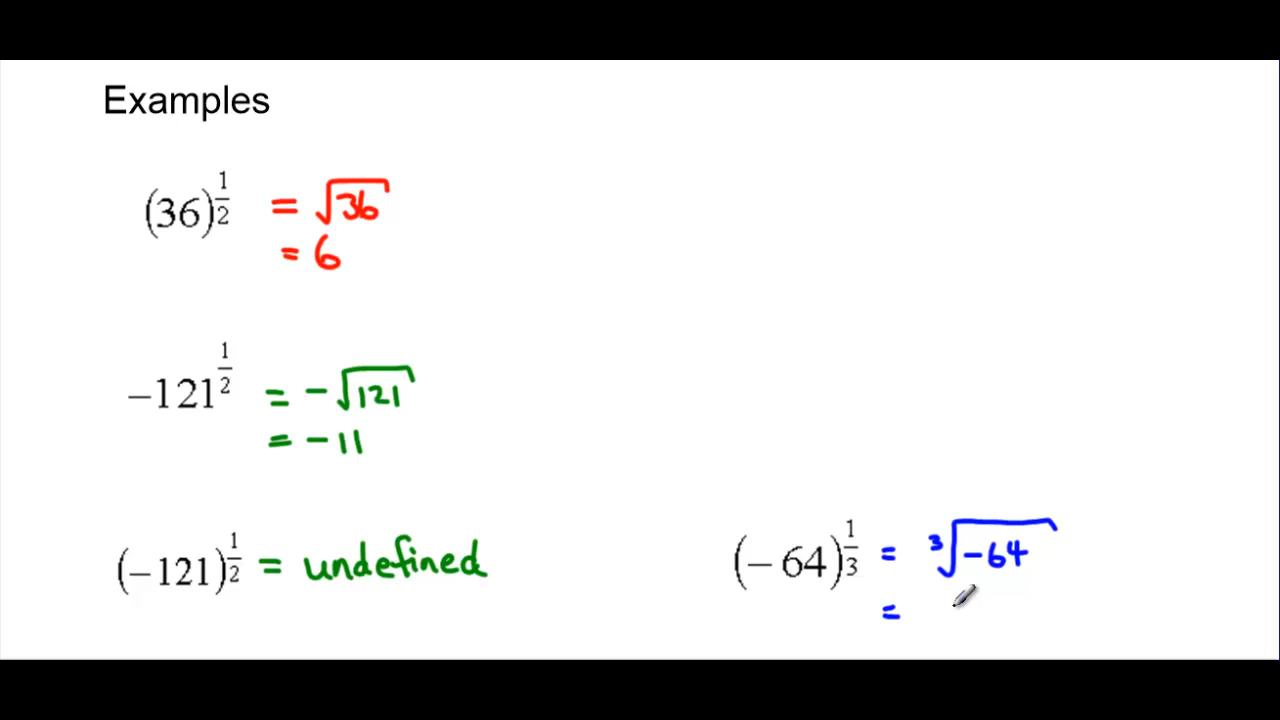 Examples
(36)^{1/2} = √36
= 6
-121^{1/2} = -√121
= -11
(-121)^{1/2} = undefined
(-64)^{1/3} = ∛-64
=